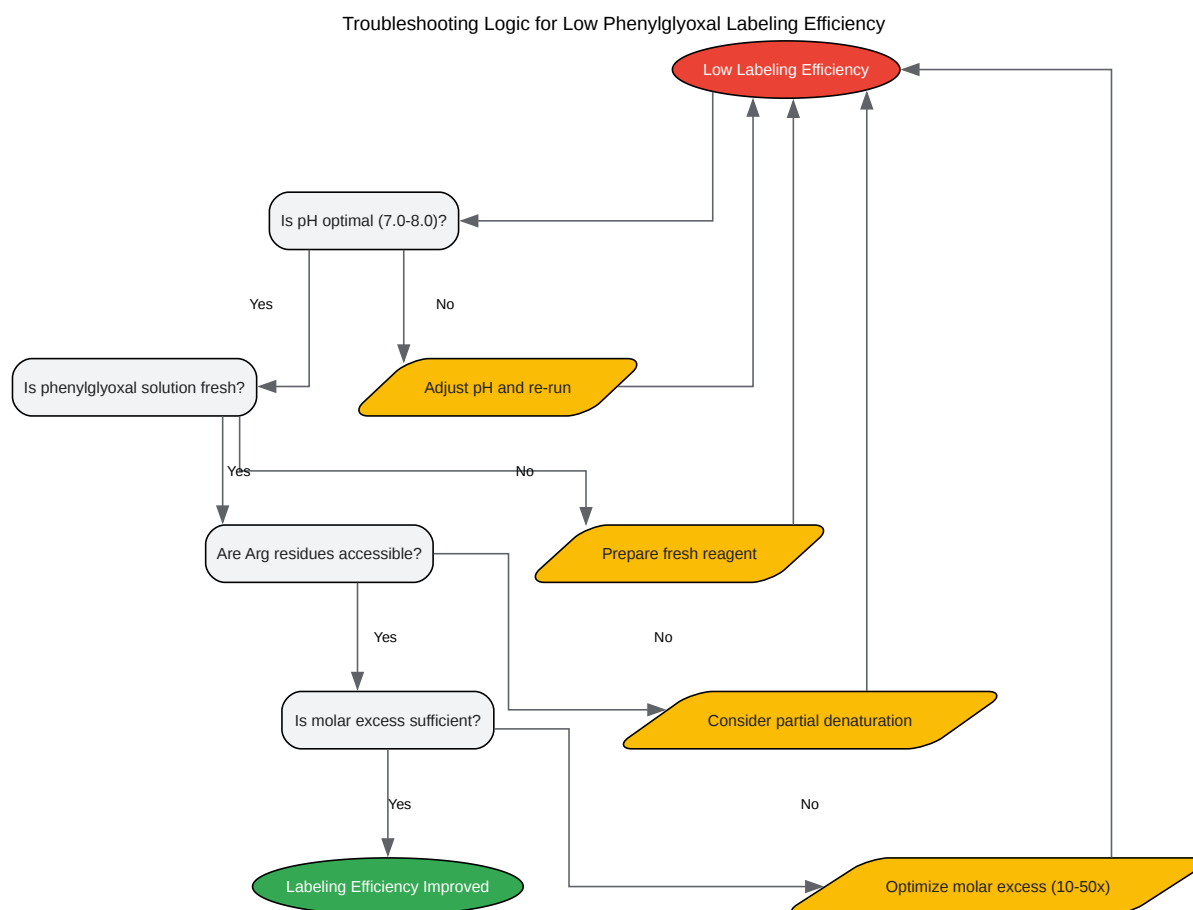 Troubleshooting Logic for Low Phenylglyoxal Labeling Efficiency
Low Labeling Efficiency
Is pH optimal (7.0-8.0)?
Yes
No
Is phenylglyoxal solution fresh?
Adjust pH and re-run
Yes
No
Are Arg residues accessible?
Prepare fresh reagent
Yes
No
Is molar excess sufficient?
Consider partial denaturation
Yes
No
Labeling Efficiency Improved
Optimize molar excess (10-50x)